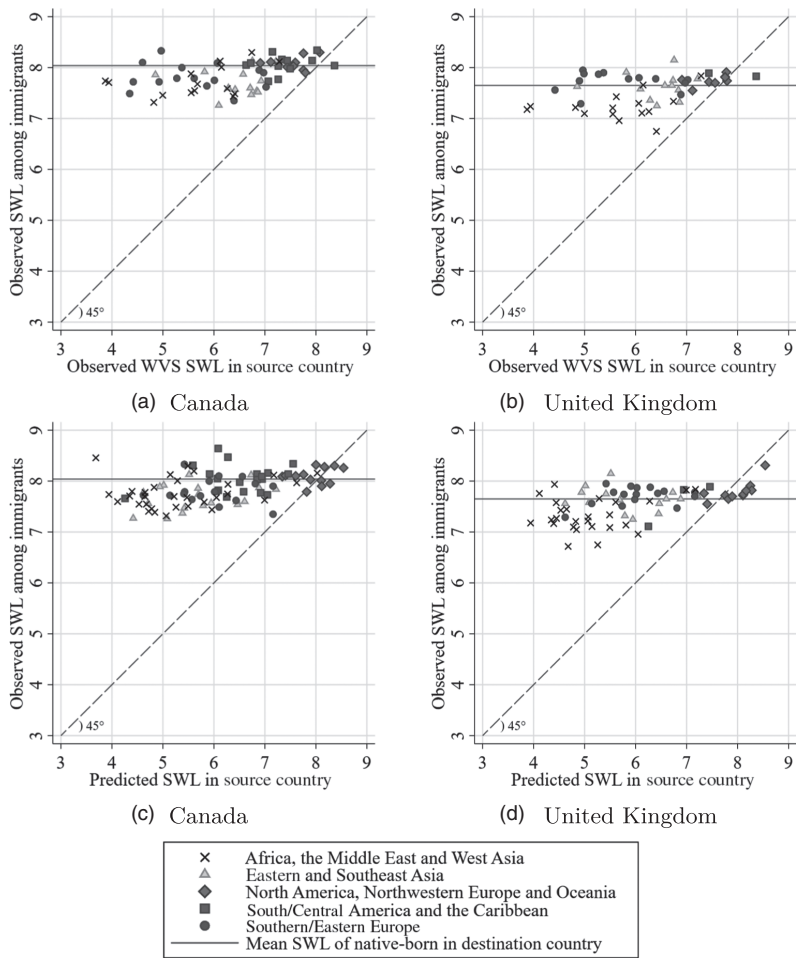 9
8
7
6
5
4
3
Observed SWL among immigrants
) 45°
3 4 5 6 7 8 9
Observed WVS SWL in source country
(a) Canada
9
8
7
6
5
4
3
Observed SWL among immigrants
) 45°
3 4 5 6 7 8 9
Observed WVS SWL in source country
(b) United Kingdom
9
8
7
6
5
4
3
Observed SWL among immigrants
) 45°
3 4 5 6 7 8 9
Predicted SWL in source country
(c) Canada
9
8
7
6
5
4
3
Observed SWL among immigrants
) 45°
3 4 5 6 7 8 9
Predicted SWL in source country
(d) United Kingdom
Africa, the Middle East and West Asia
Eastern and Southeast Asia
North America, Northwestern Europe and Oceania
South/Central America and the Caribbean
Southern/Eastern Europe
Mean SWL of native-born in destination country